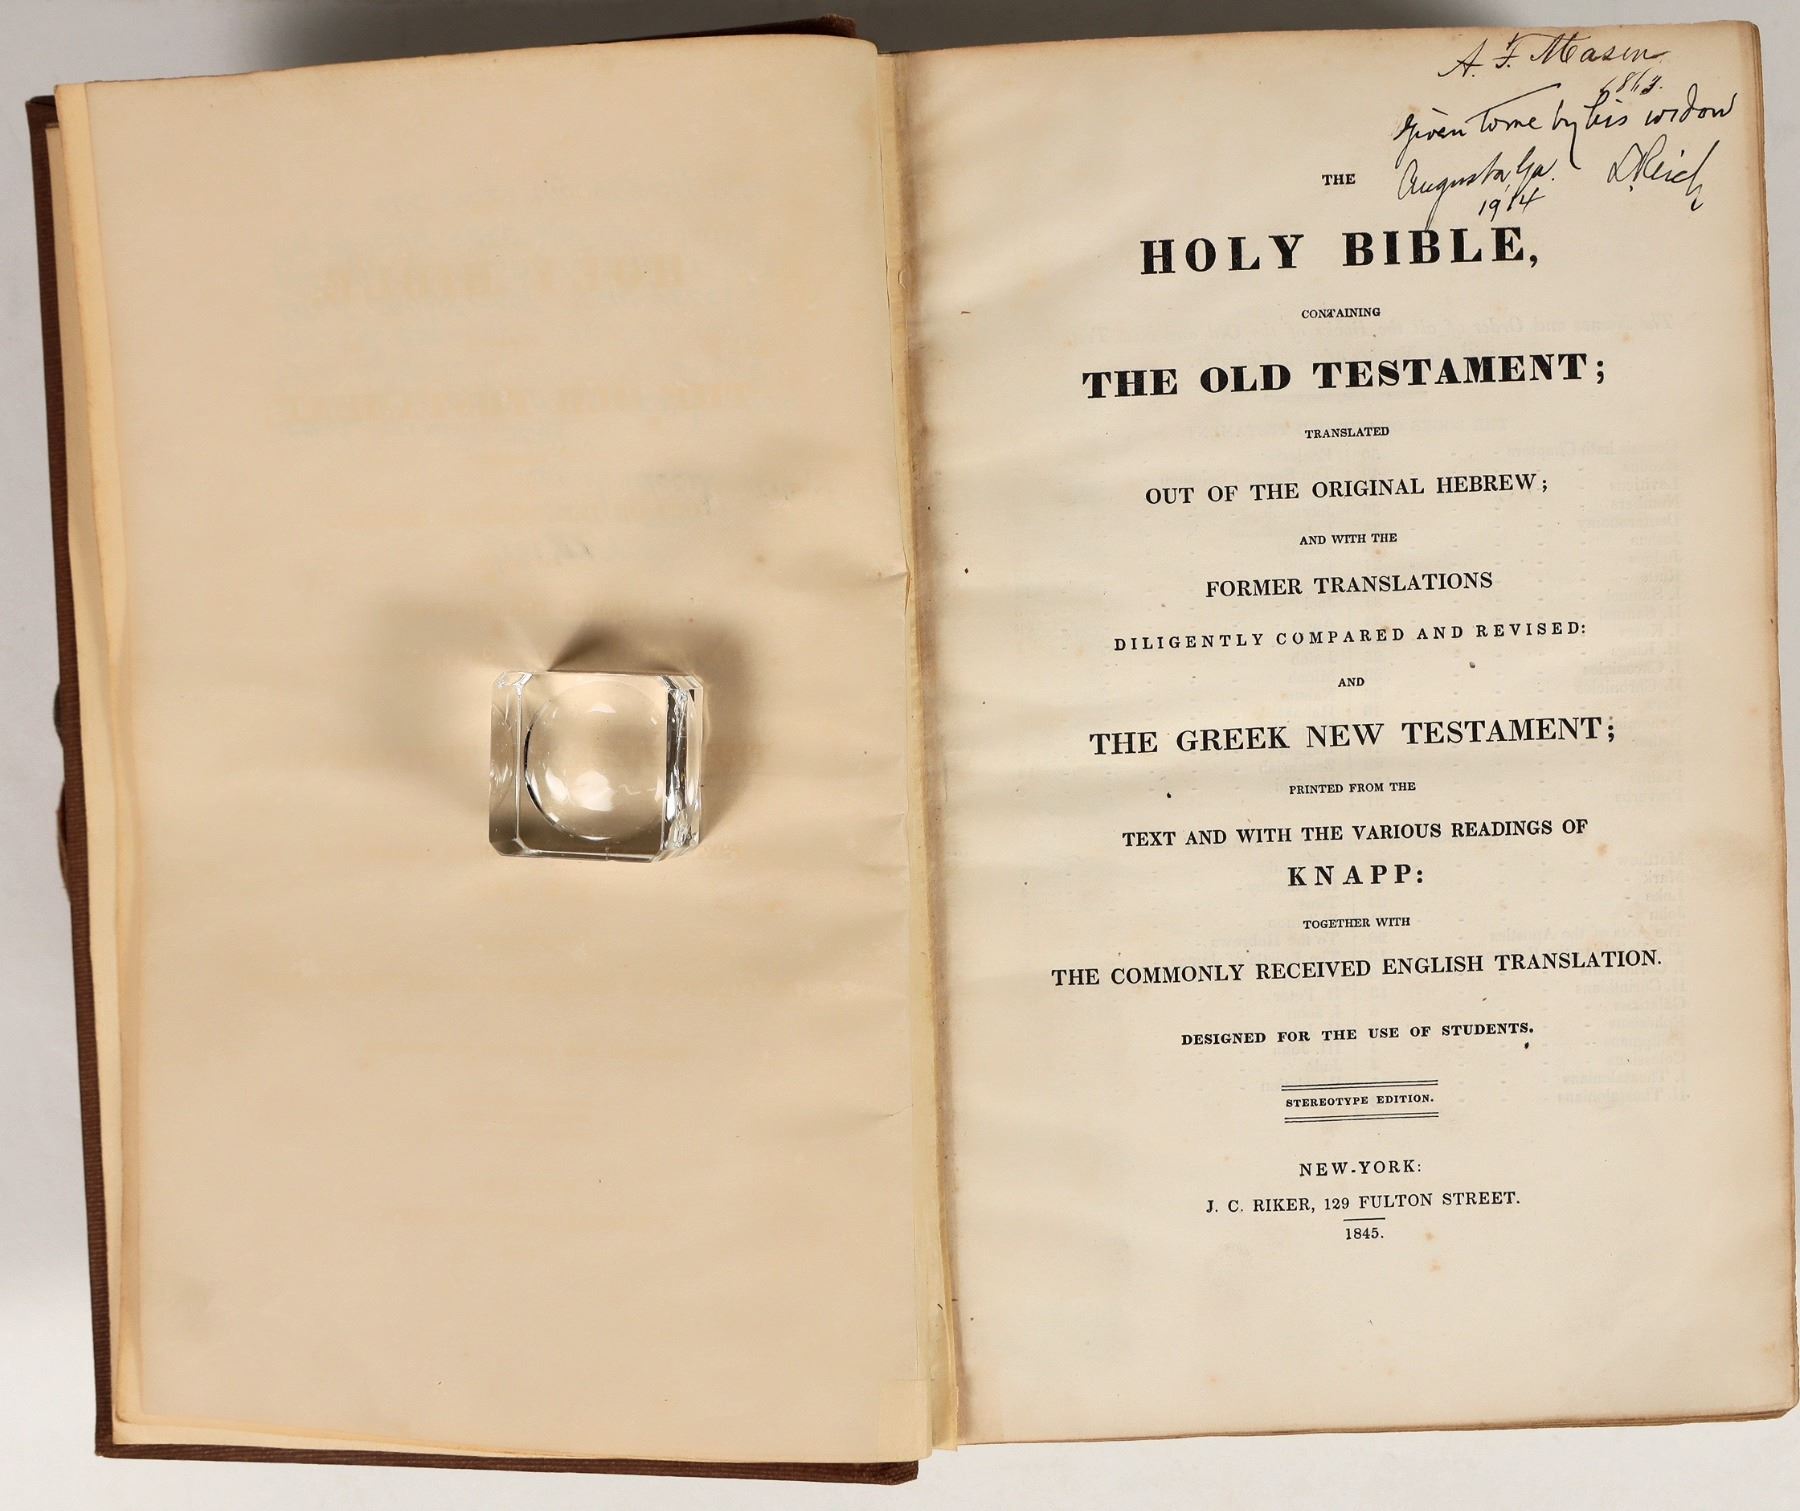 A. F. Mason
1863.
Given to me by his widow
Augusta, Ga. D. Reich
1914
THE
HOLY BIBLE,
CONTAINING
THE OLD TESTAMENT;
TRANSLATED
OUT OF THE ORIGINAL HEBREW;
AND WITH THE
FORMER TRANSLATIONS
DILIGENTLY COMPARED AND REVISED:
AND
THE GREEK NEW TESTAMENT;
PRINTED FROM THE
TEXT AND WITH THE VARIOUS READINGS OF
KNAPP:
TOGETHER WITH
THE COMMONLY RECEIVED ENGLISH TRANSLATION.
DESIGNED FOR THE USE OF STUDENTS.
STEREOTYPE EDITION.
NEW-YORK:
J. C. RIKER, 129 FULTON STREET.
1845.